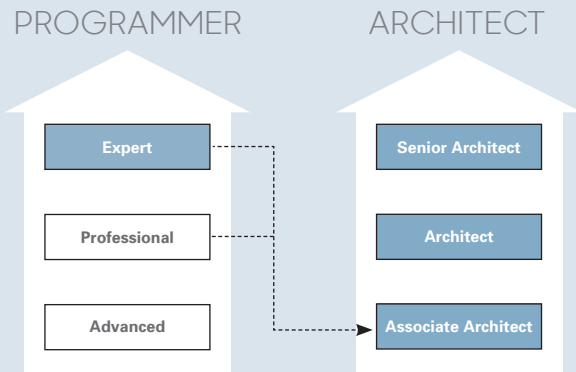 PROGRAMMER
ARCHITECT
Expert
Senior Architect
Professional
Architect
Advanced
Associate Architect